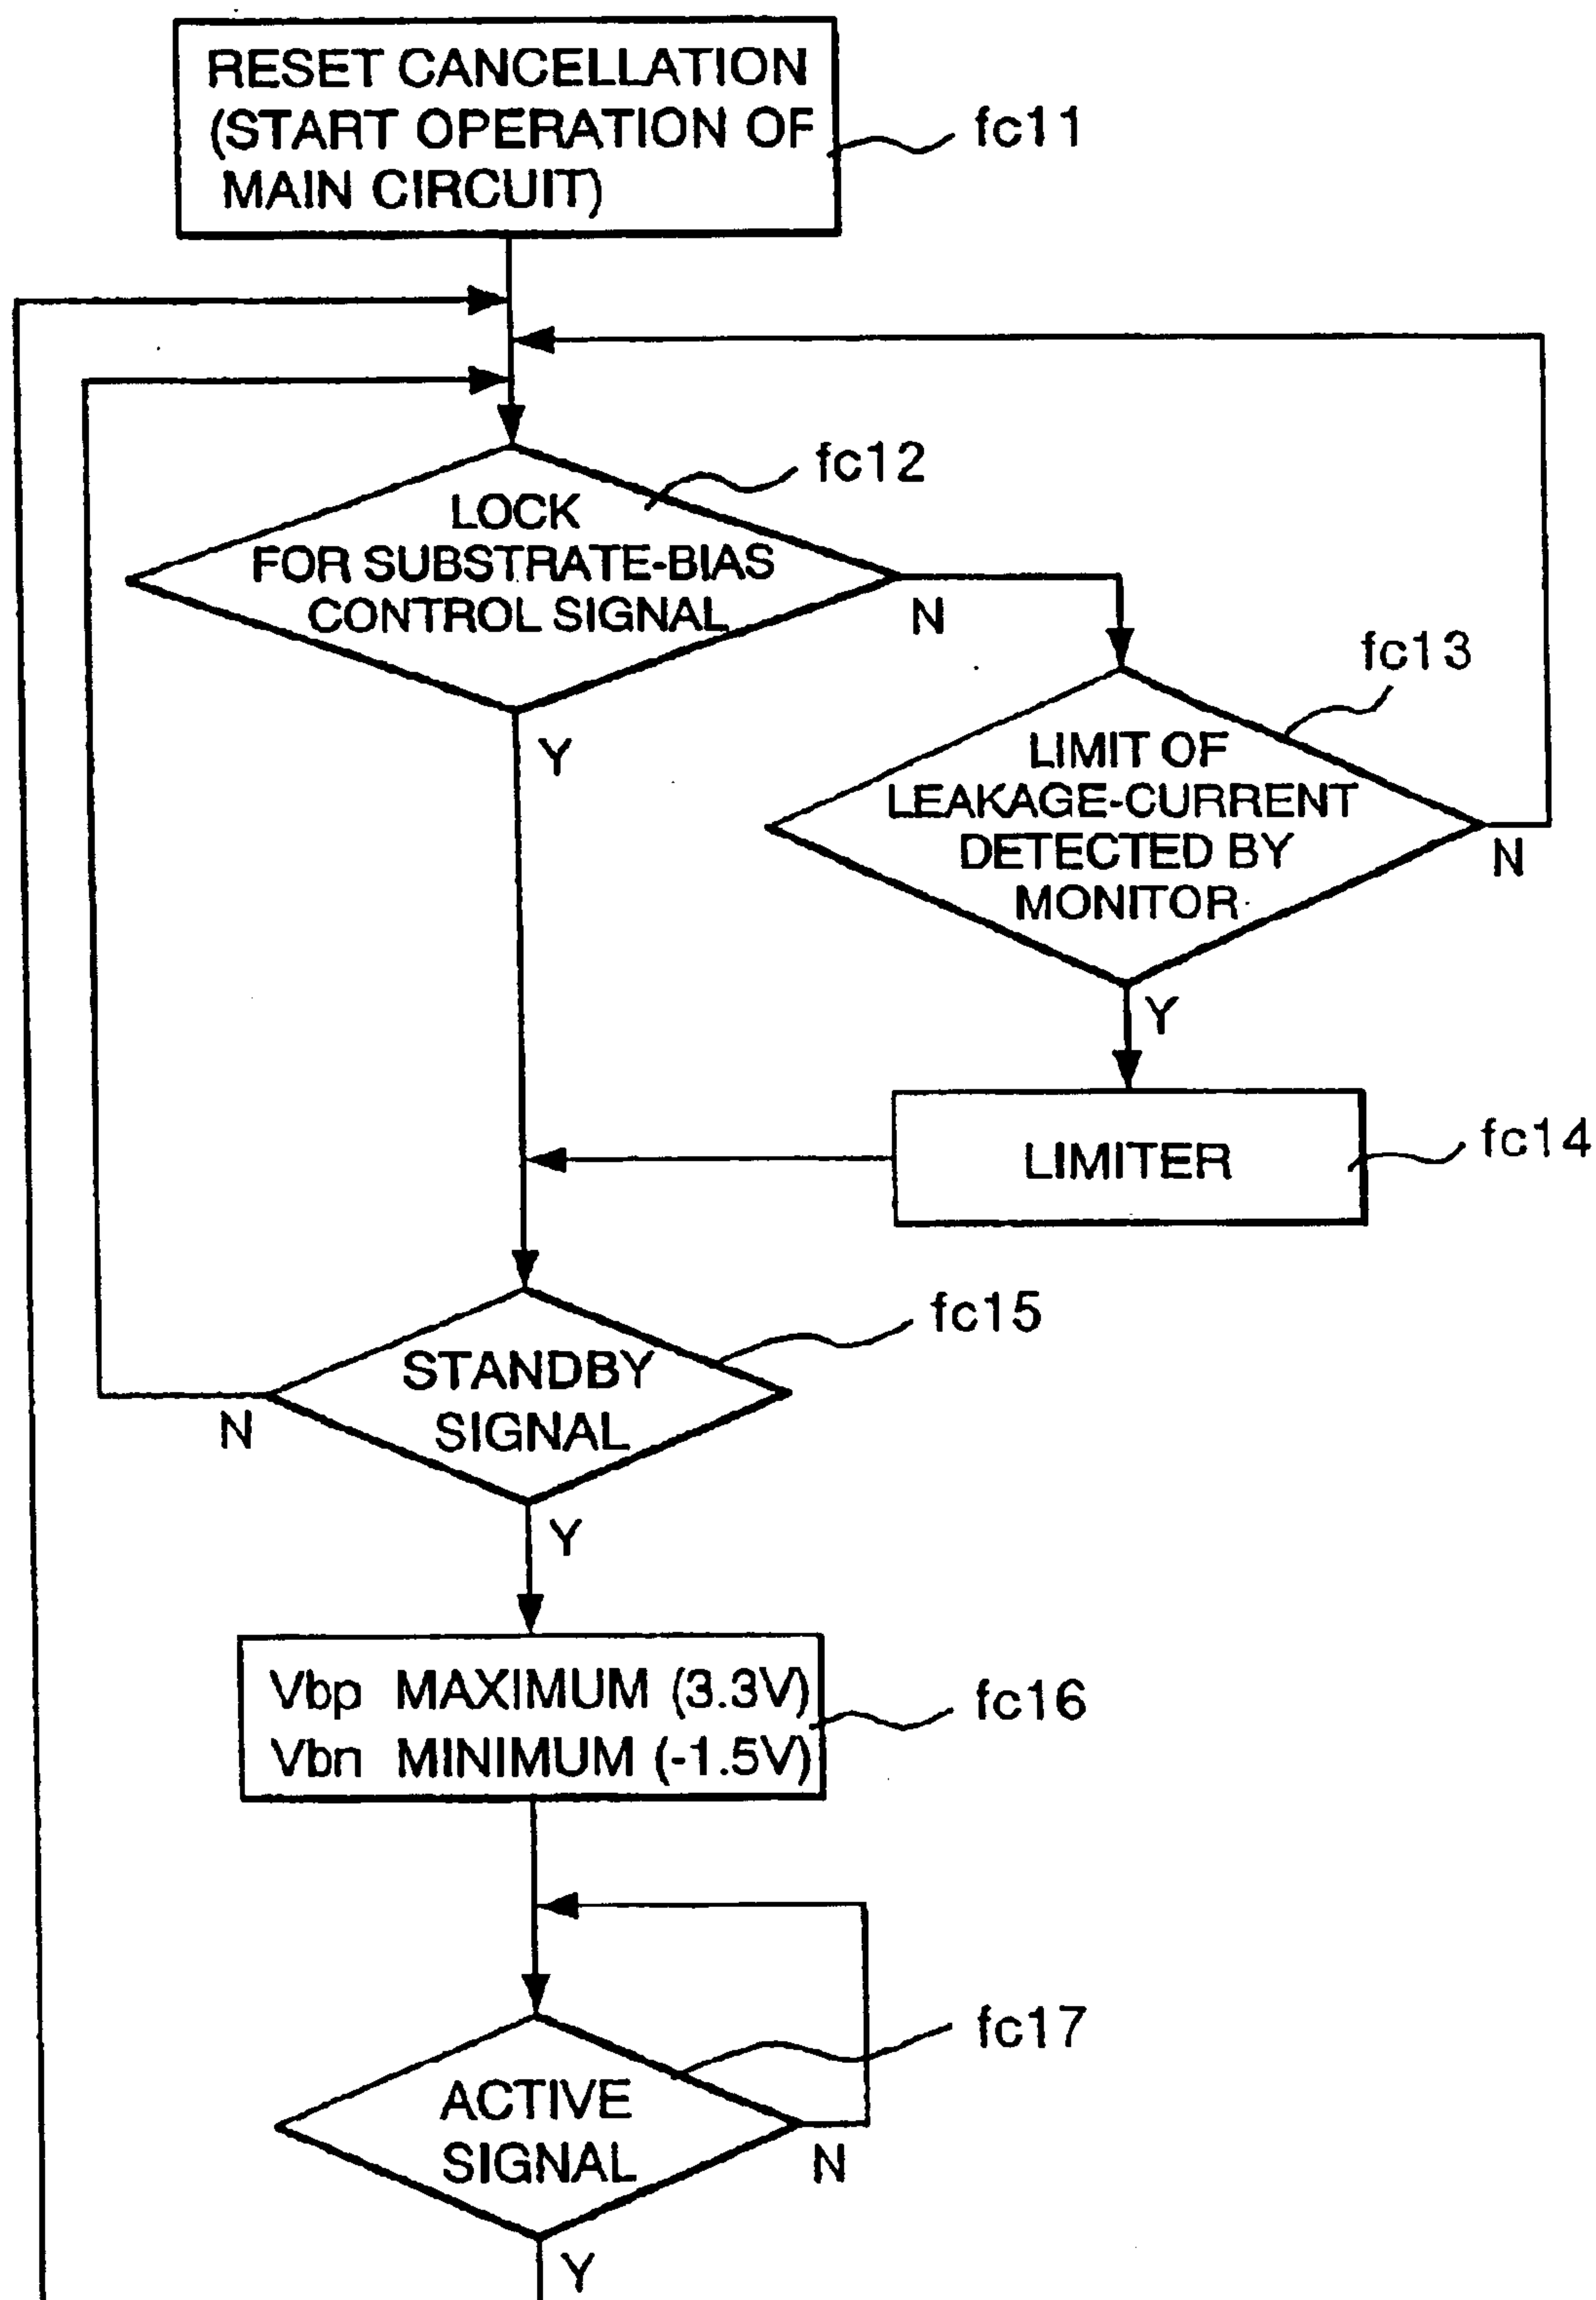 RESET CANCELLATION
(START OPERATION OF
MAIN CIRCUIT)
fc11
fc12
LOCK
FOR SUBSTRATE-BIAS
CONTROL SIGNAL
N
Y
fc13
LIMIT OF
LEAKAGE-CURRENT
DETECTED BY
MONITOR
N
Y
LIMITER
fc14
fc15
STANDBY
SIGNAL
N
Y
Vbp MAXIMUM (3.3V)
Vbn MINIMUM (-1.5V)
fc16
fc17
ACTIVE
SIGNAL
N
Y